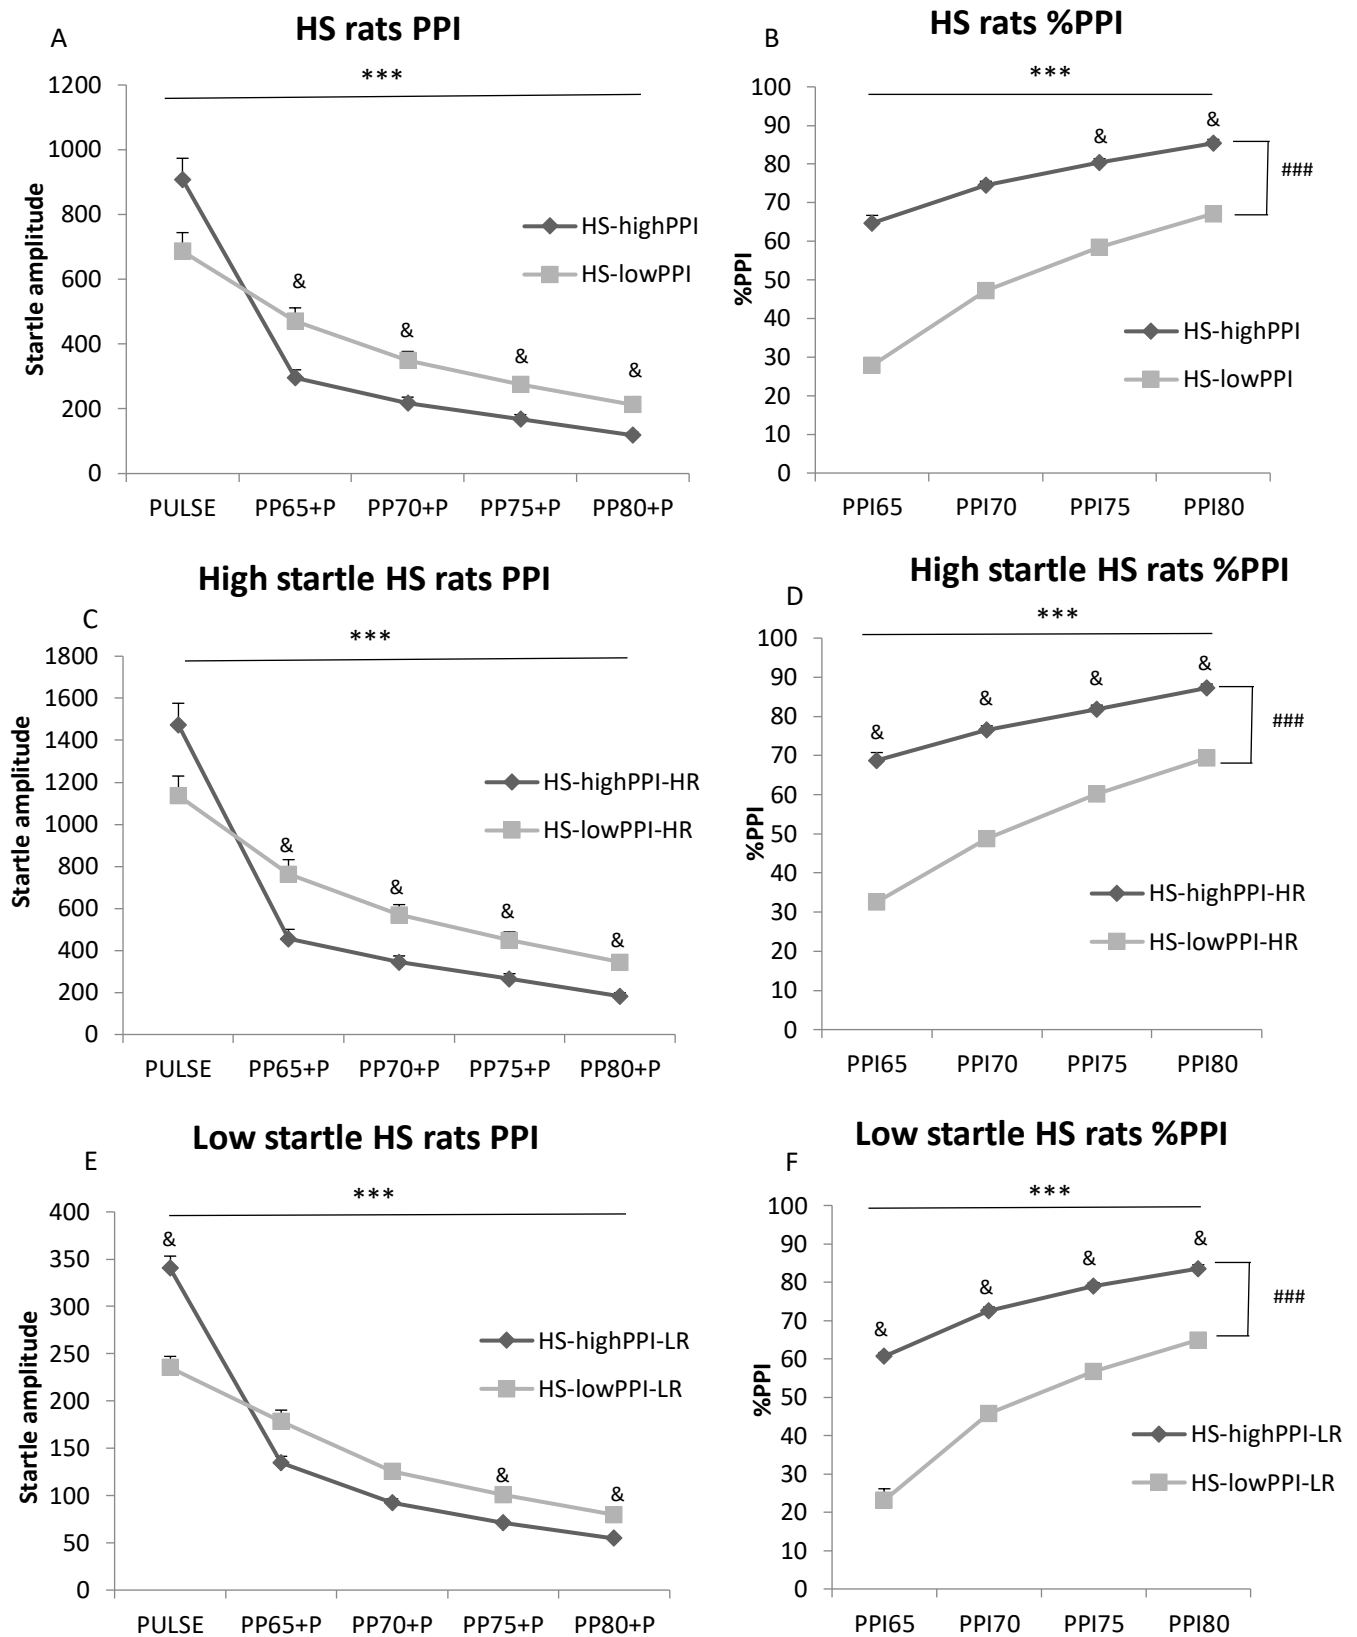 A
HS rats PPI
***
1200
1000
800
600
400
200
0
Startle amplitude
&
&
&
&
HS-highPPI
HS-lowPPI
PULSE PP65+P PP70+P PP75+P PP80+P
B
HS rats %PPI
***
100
90
80
70
60
50
40
30
20
10
0
%PPI
&
&
###
HS-highPPI
HS-lowPPI
PPI65 PPI70 PPI75 PPI80
High startle HS rats PPI
C
***
1800
1600
1400
1200
1000
800
600
400
200
0
Startle amplitude
&
&
&
&
HS-highPPI-HR
HS-lowPPI-HR
PULSE PP65+P PP70+P PP75+P PP80+P
High startle HS rats %PPI
D
***
100
90
80
70
60
50
40
30
20
10
0
%PPI
&
&
&
&
###
HS-highPPI-HR
HS-lowPPI-HR
PPI65 PPI70 PPI75 PPI80
Low startle HS rats PPI
E
***
400
350
300
250
200
150
100
50
0
Startle amplitude
&
&
&
HS-highPPI-LR
HS-lowPPI-LR
PULSE PP65+P PP70+P PP75+P PP80+P
Low startle HS rats %PPI
F
***
100
90
80
70
60
50
40
30
20
10
0
%PPI
&
&
&
&
###
HS-highPPI-LR
HS-lowPPI-LR
PPI65 PPI70 PPI75 PPI80